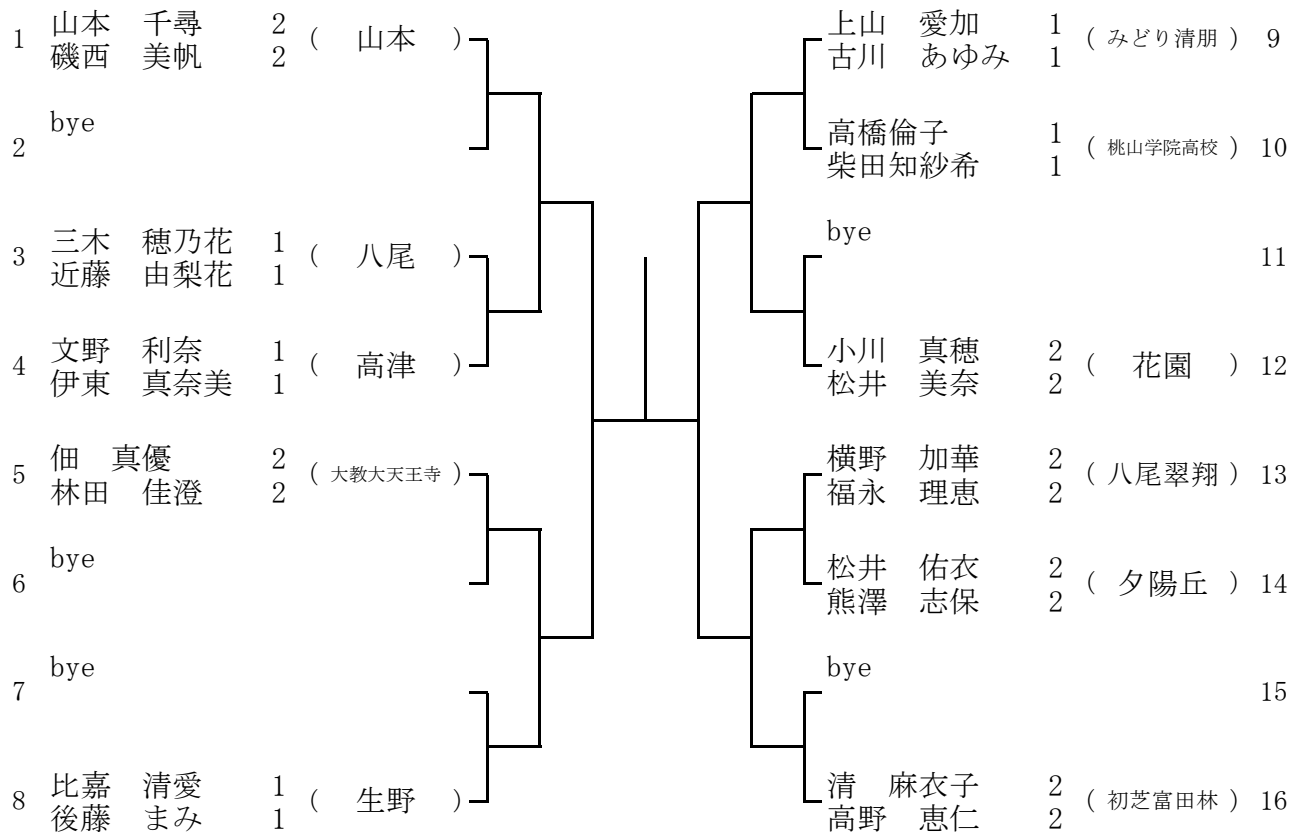 1 山本　千尋 2 ( 山本 )
磯西　美帆 2
2 bye
3 三木　穂乃花 1 ( 八尾 )
近藤　由梨花 1
4 文野　利奈 1 ( 高津 )
伊東　真奈美 1
5 佃　真優 2 ( 大教大天王寺 )
林田　佳澄 2
6 bye
7 bye
8 比嘉　清愛 1 ( 生野 )
後藤　まみ 1
上山　愛加 1 ( みどり清朋 ) 9
古川　あゆみ 1
高橋倫子 1 ( 桃山学院高校 ) 10
柴田知紗希 1
bye 11
小川　真穂 2 ( 花園 ) 12
松井　美奈 2
横野　加華 2 ( 八尾翠翔 ) 13
福永　理恵 2
松井　佑衣 2 ( 夕陽丘 ) 14
熊澤　志保 2
bye 15
清　麻衣子 2 ( 初芝富田林 ) 16
高野　恵仁 2